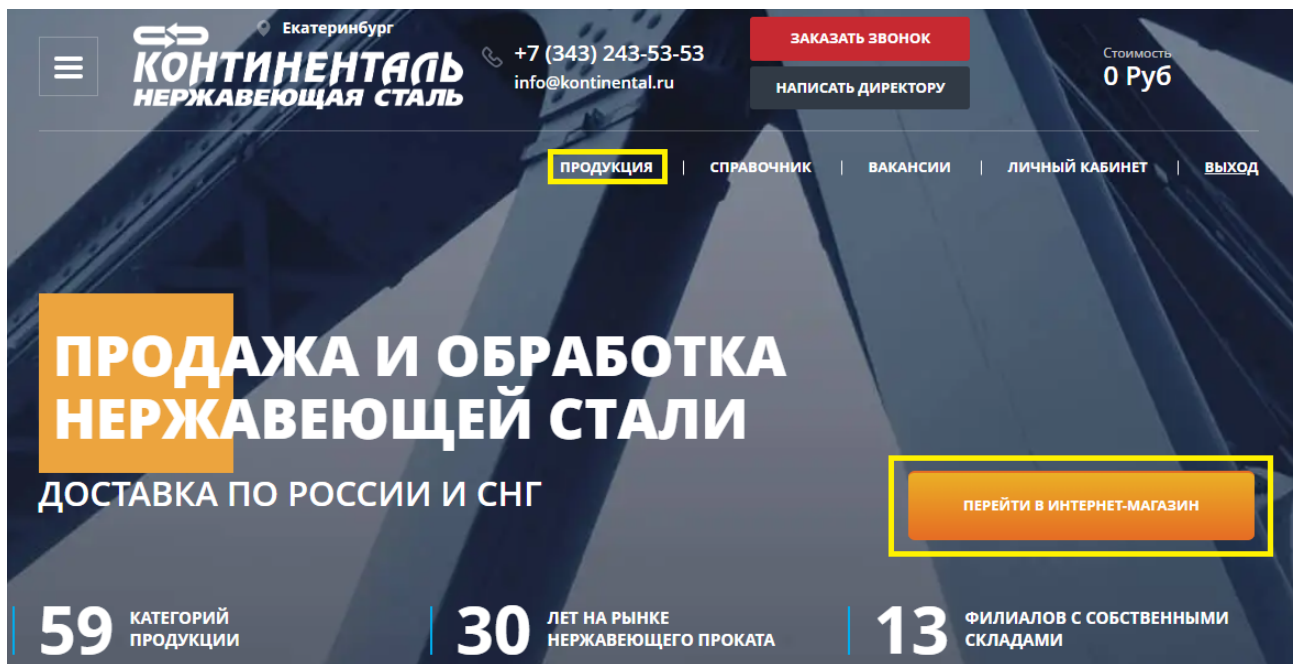 Екатеринбург
КОНТИНЕНТАЛЬ
НЕРЖАВЕЮЩАЯ СТАЛЬ
+7 (343) 243-53-53
info@kontinental.ru
ЗАКАЗАТЬ ЗВОНОК
НАПИСАТЬ ДИРЕКТОРУ
Стоимость
0 Руб
ПРОДУКЦИЯ | СПРАВОЧНИК | ВАКАНСИИ | ЛИЧНЫЙ КАБИНЕТ | ВЫХОД
ПРОДАЖА И ОБРАБОТКА
НЕРЖАВЕЮЩЕЙ СТАЛИ
ДОСТАВКА ПО РОССИИ И СНГ
ПЕРЕЙТИ В ИНТЕРНЕТ-МАГАЗИН
59 КАТЕГОРИЙ
ПРОДУКЦИИ
30 ЛЕТ НА РЫНКЕ
НЕРЖАВЕЮЩЕГО ПРОКАТА
13 ФИЛИАЛОВ С СОБСТВЕННЫМИ
СКЛАДАМИ